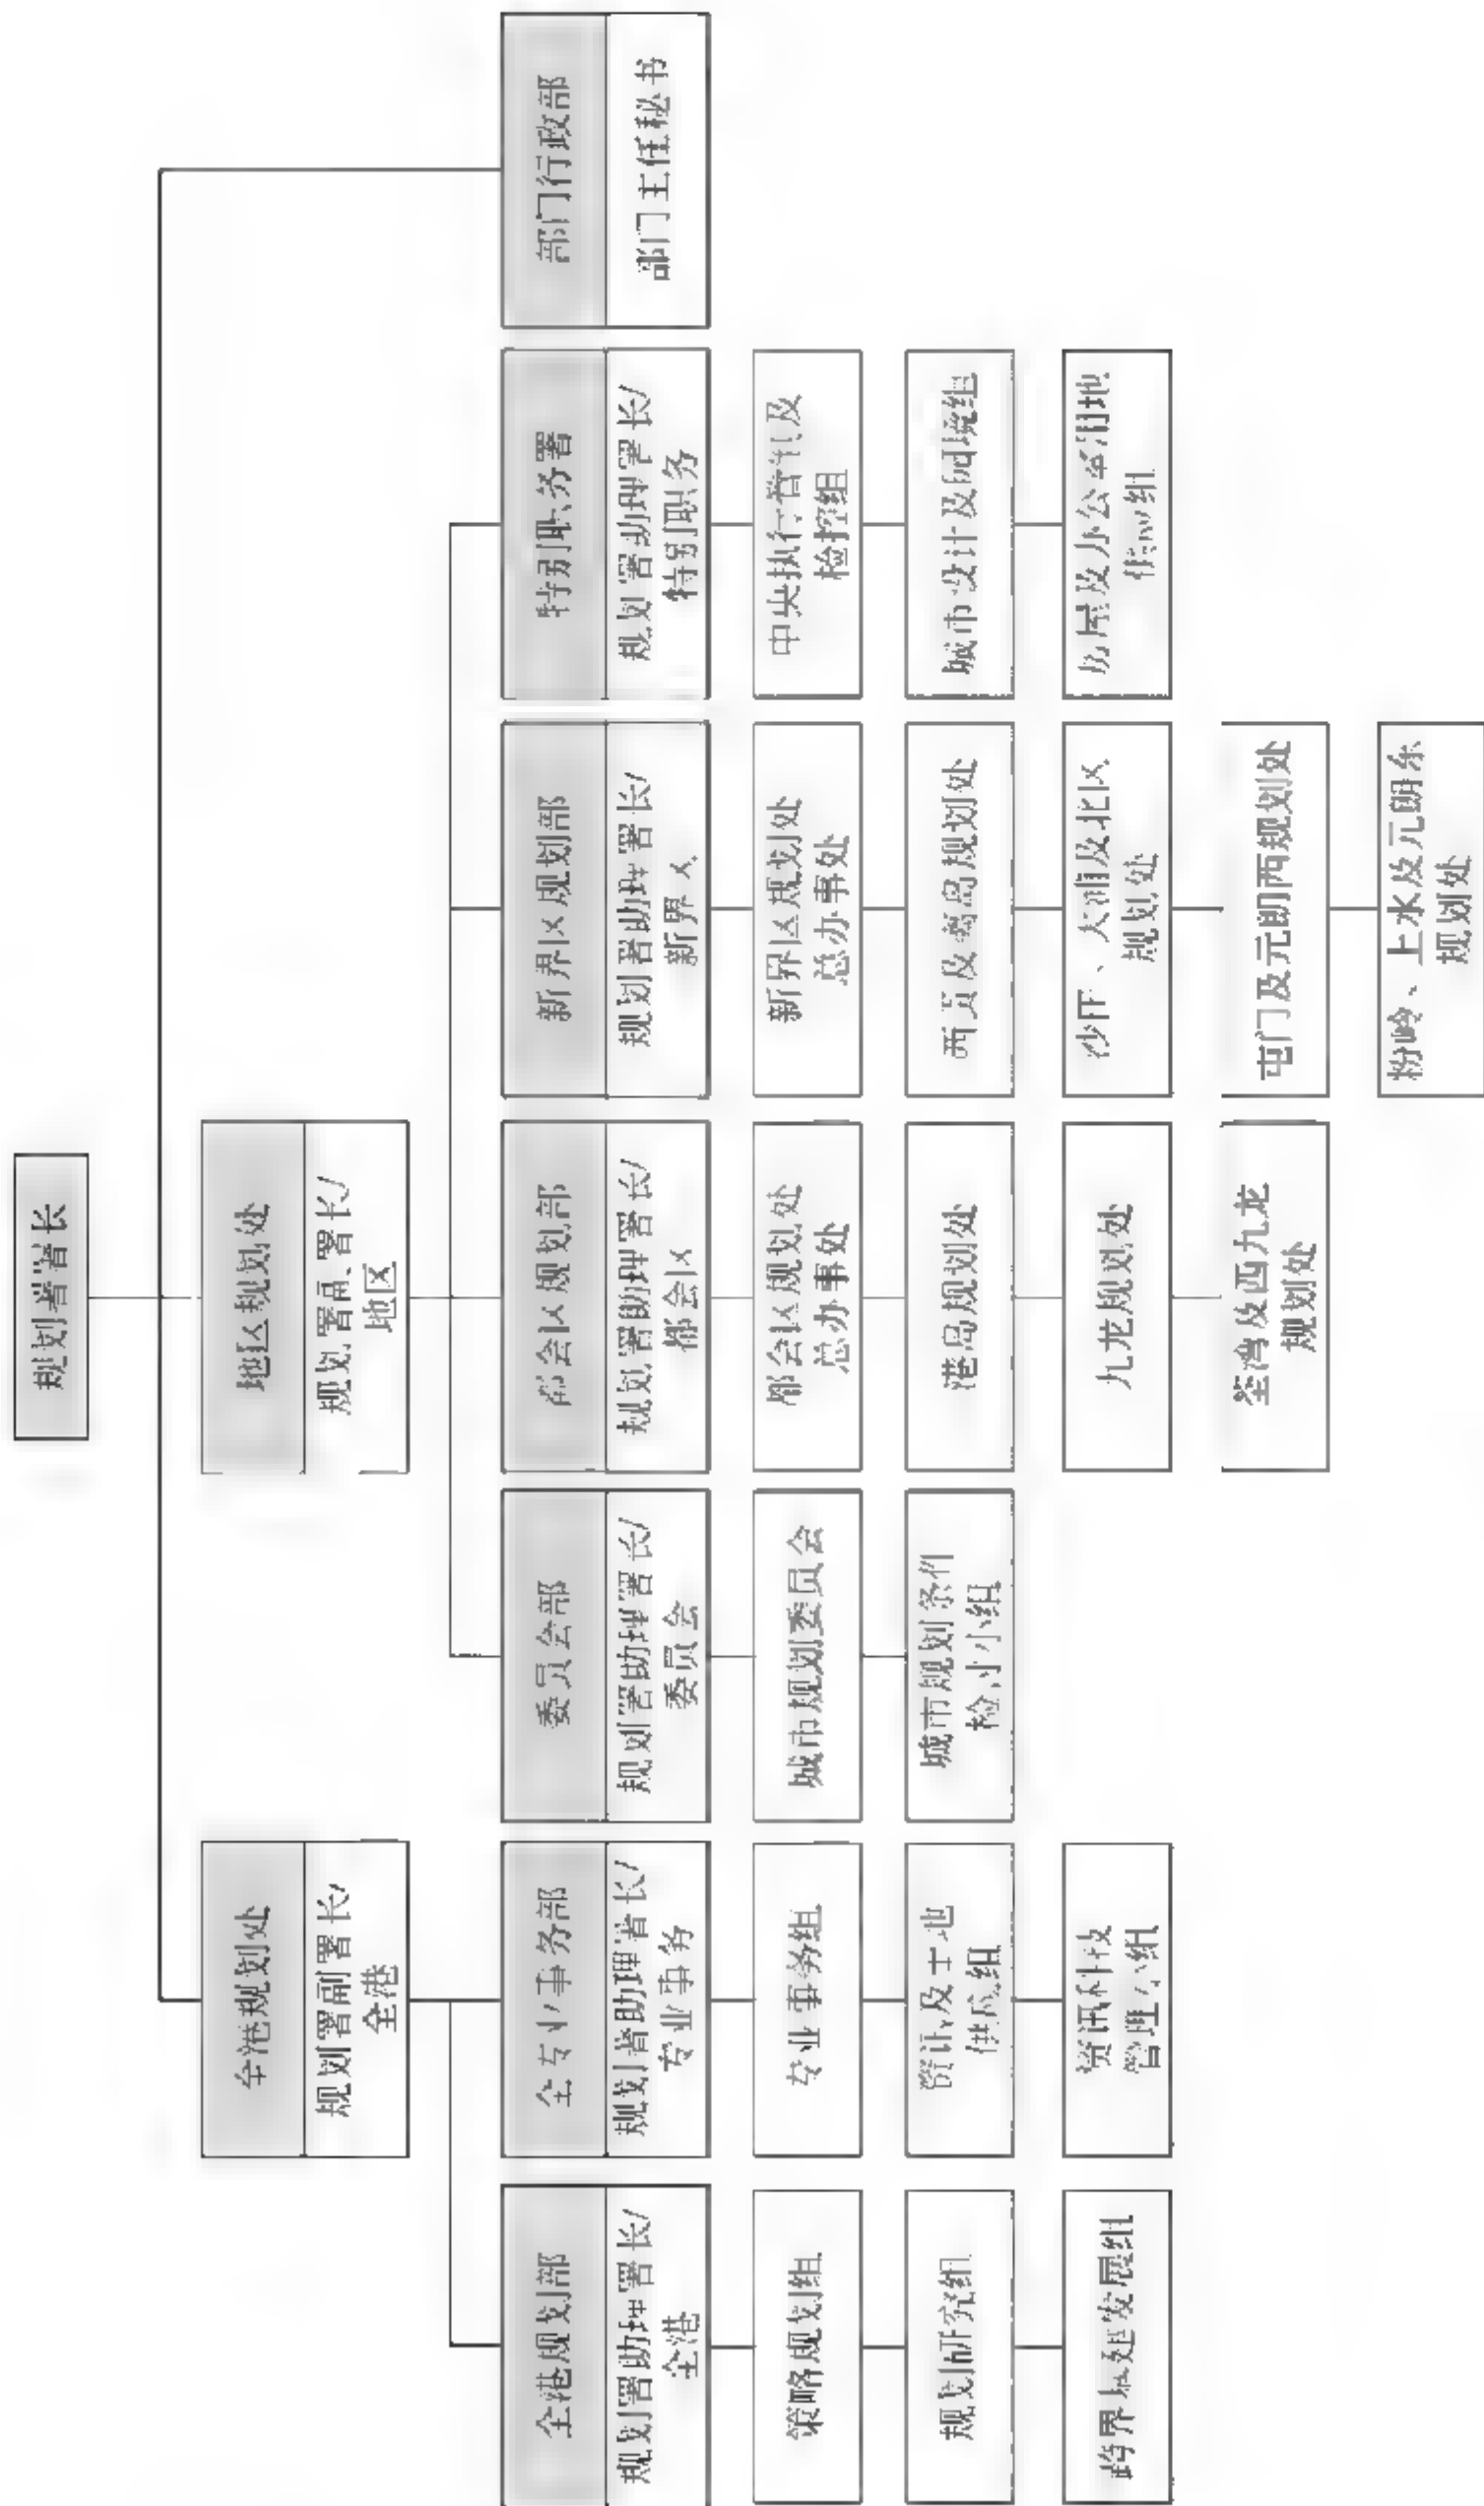 规划署署长
全港规划处
规划署副署长/
全港
地区规划处
规划署副署长/
地区
全港规划部
规划署助理署长/
全港
策略规划组
规划研究组
跨界基建发展组
全专业事务部
规划署助理署长/
专业事务
专业事务组
资讯及土地
供应组
资讯科技
管理小组
委员会部
规划署助理署长/
委员会
城市规划委员会
城市规划条件
检讨小组
都会区规划部
规划署助理署长/
都会区
都会区规划处
总办事处
港岛规划处
九龙规划处
荃湾及西九龙
规划处
新界区规划部
规划署助理署长/
新界区
新界区规划处
总办事处
西贡及离岛规划处
沙田、大埔及北区
规划处
屯门及元朗西规划处
粉岭、上水及元朗东
规划处
特别职务署
规划署助理署长/
特别职务
中央执行管制及
检控组
城市设计及园境组
房屋及办公室用地
供应组
部门行政部
部门主任秘书